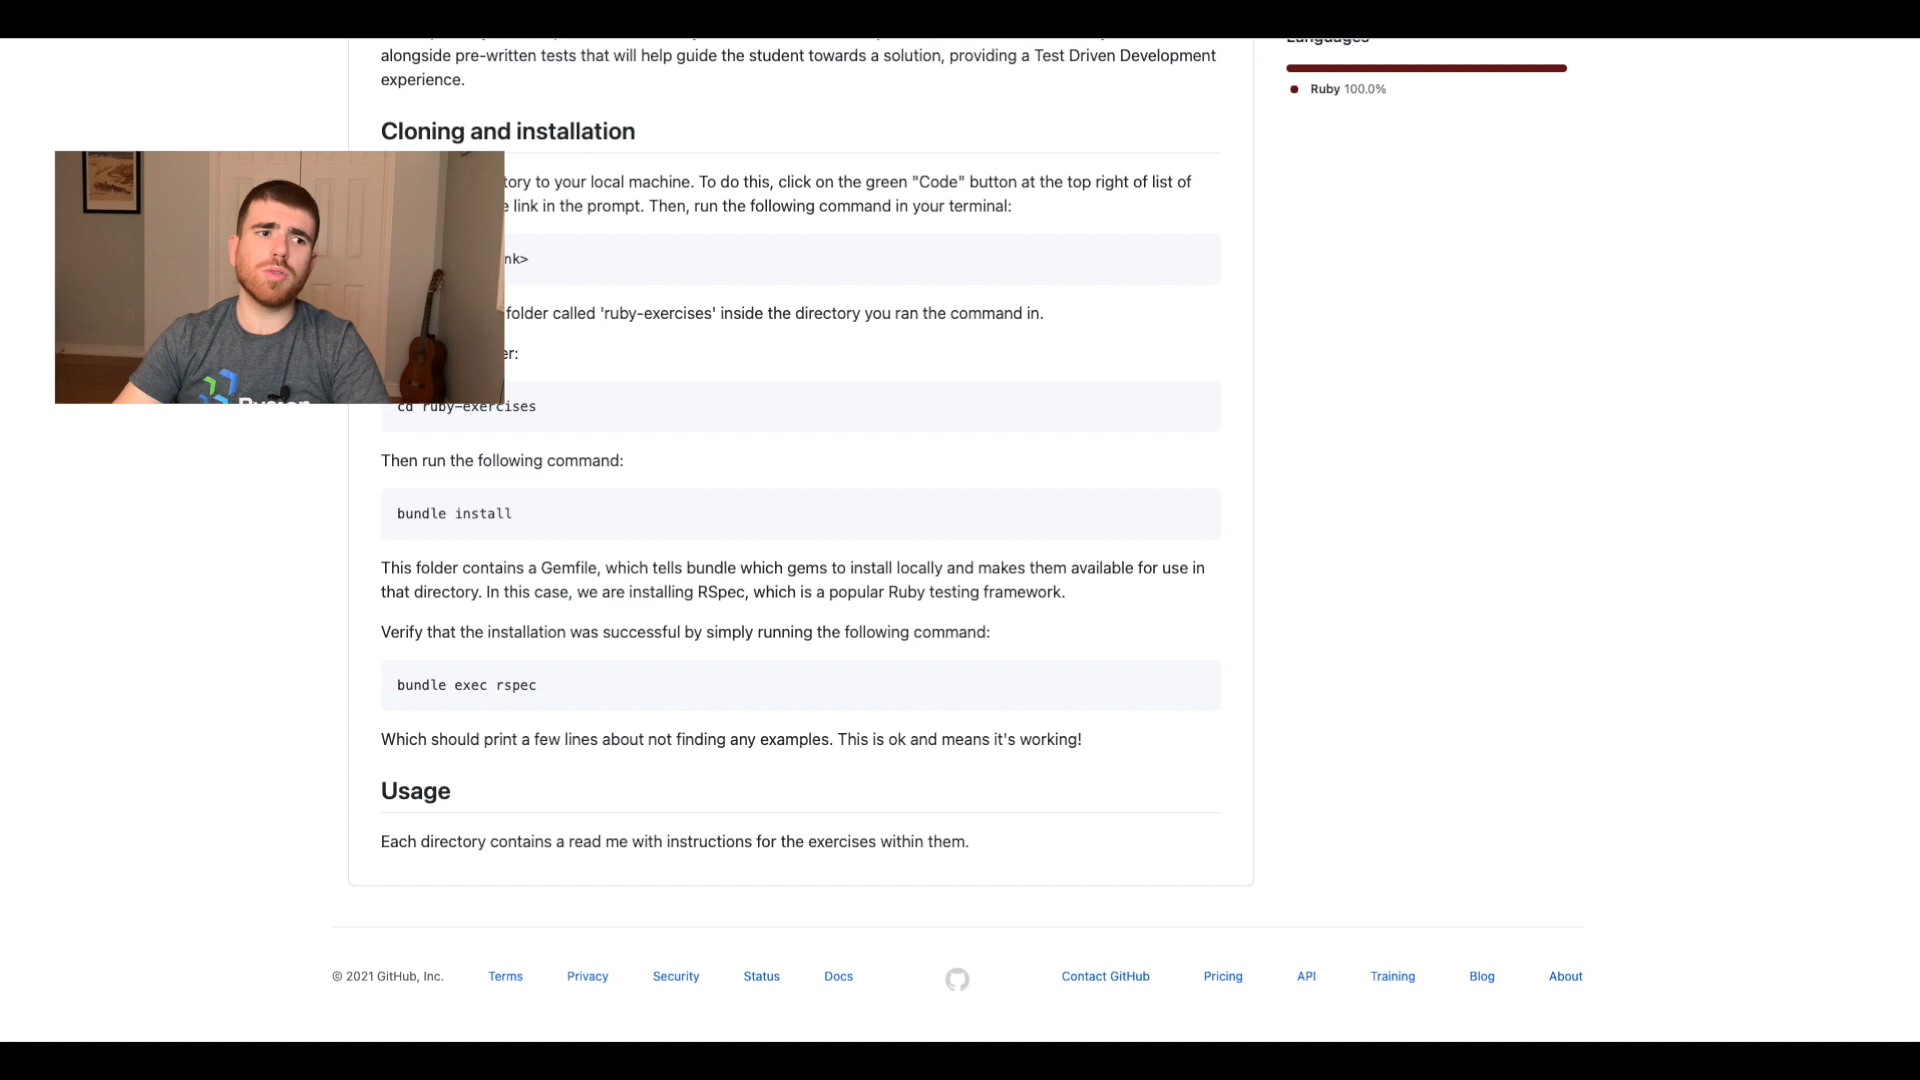 alongside pre-written tests that will help guide the student towards a solution, providing a Test Driven Development
experience.
Languages
Ruby 100.0%
Cloning and installation
tory to your local machine. To do this, click on the green "Code" button at the top right of list of
link in the prompt. Then, run the following command in your terminal:
nk>
folder called 'ruby-exercises' inside the directory you ran the command in.
er:
cd ruby-exercises
Then run the following command:
bundle install
This folder contains a Gemfile, which tells bundle which gems to install locally and makes them available for use in
that directory. In this case, we are installing RSpec, which is a popular Ruby testing framework.
Verify that the installation was successful by simply running the following command:
bundle exec rspec
Which should print a few lines about not finding any examples. This is ok and means it's working!
Usage
Each directory contains a read me with instructions for the exercises within them.
© 2021 GitHub, Inc. Terms Privacy Security Status Docs Contact GitHub Pricing API Training Blog About